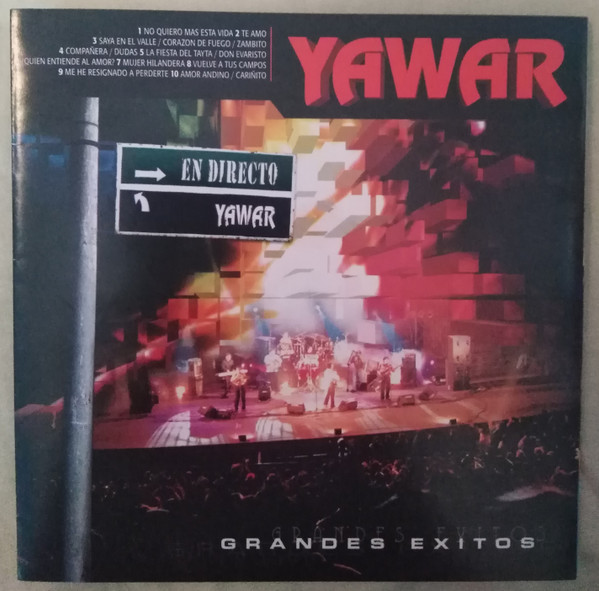 1 NO QUIERO MAS ESTA VIDA 2 TE AMO
3 SAYA EN EL VALLE / CORAZON DE FUEGO / ZAMBITO
4 COMPAÑERA / DUDAS 5 LA FIESTA DEL TAYTA / DON EVARISTO
QUIEN ENTIENDE AL AMOR? 7 MUJER HILANDERA 8 VUELVE A TUS CAMPOS
9 ME HE RESIGNADO A PERDERTE 10 AMOR ANDINO / CARIÑITO
YAWAR
EN DIRECTO
YAWAR
GRANDES EXITOS
GRANDES EXITOS